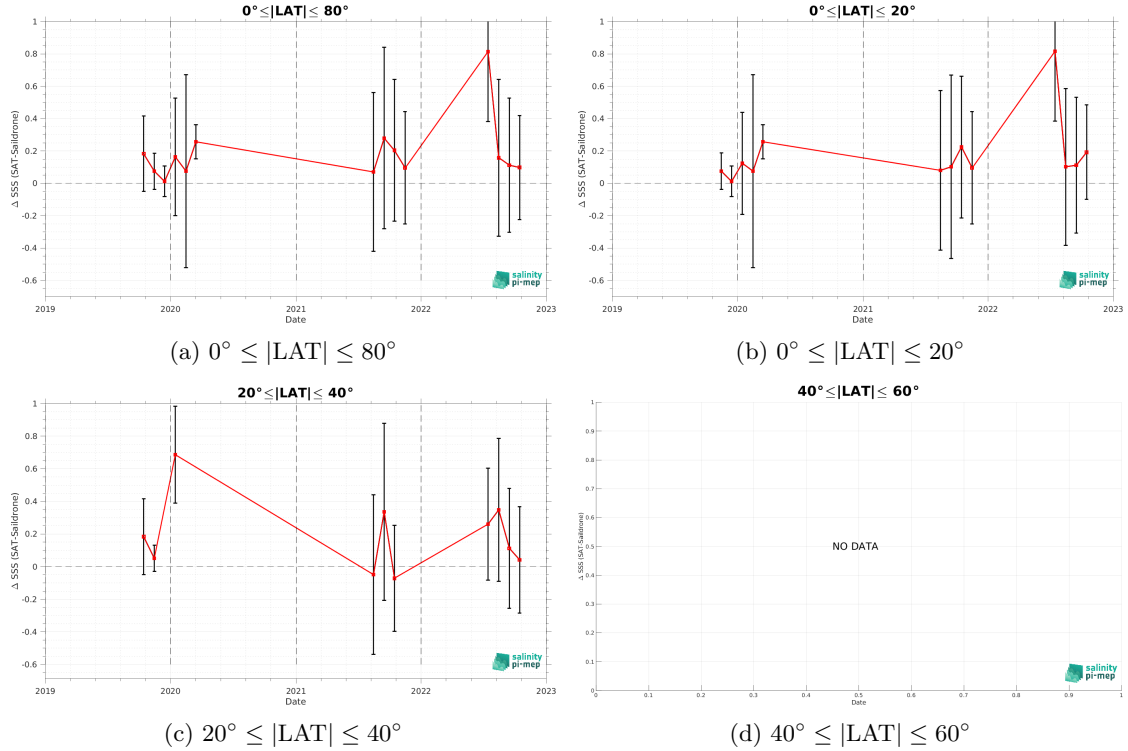 0°≤|LAT|≤ 80°
Δ SSS (SAT-Saildrone)
1
0.8
0.6
0.4
0.2
0
-0.2
-0.4
-0.6
2019 2020 2021 2022 2023
Date
salinity
pi-mep
(a) 0° ≤ |LAT| ≤ 80°
0°≤|LAT|≤ 20°
Δ SSS (SAT-Saildrone)
1
0.8
0.6
0.4
0.2
0
-0.2
-0.4
-0.6
2019 2020 2021 2022 2023
Date
salinity
pi-mep
(b) 0° ≤ |LAT| ≤ 20°
20°≤|LAT|≤ 40°
Δ SSS (SAT-Saildrone)
1
0.8
0.6
0.4
0.2
0
-0.2
-0.4
-0.6
2019 2020 2021 2022 2023
Date
salinity
pi-mep
(c) 20° ≤ |LAT| ≤ 40°
40°≤|LAT|≤ 60°
Δ SSS (SAT-Saildrone)
1
0.9
0.8
0.7
0.6
0.5
0.4
0.3
0.2
0.1
0
NO DATA
0 0.1 0.2 0.3 0.4 0.5 0.6 0.7 0.8 0.9 1
Date
salinity
pi-mep
(d) 40° ≤ |LAT| ≤ 60°